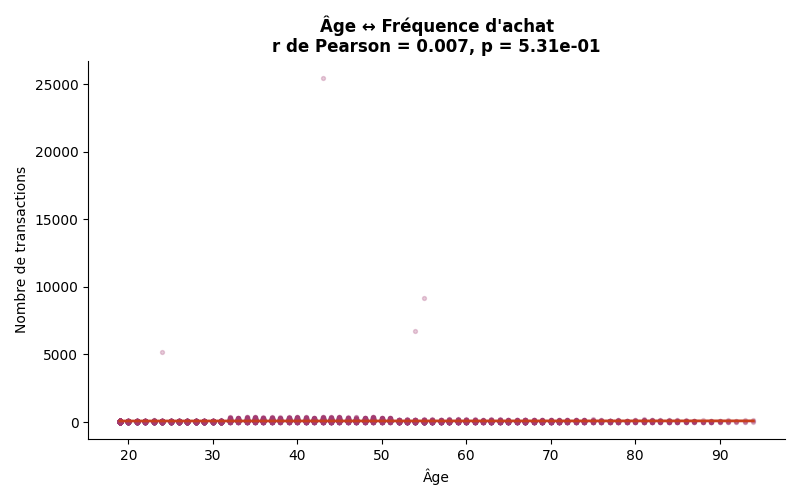 Âge ↔ Fréquence d'achat
r de Pearson = 0.007, p = 5.31e-01
25000
20000
15000
10000
5000
0
Nombre de transactions
20 30 40 50 60 70 80 90
Âge